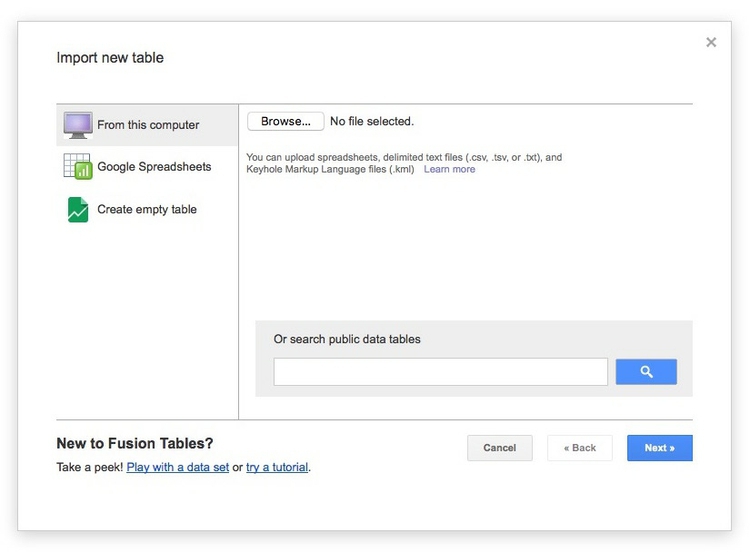 Import new table
From this computer
Google Spreadsheets
Create empty table
Browse... No file selected.
You can upload spreadsheets, delimited text files (.csv, .tsv, or .txt), and
Keyhole Markup Language files (.kml) Learn more
Or search public data tables
New to Fusion Tables?
Take a peek! Play with a data set or try a tutorial.
Cancel
« Back
Next »